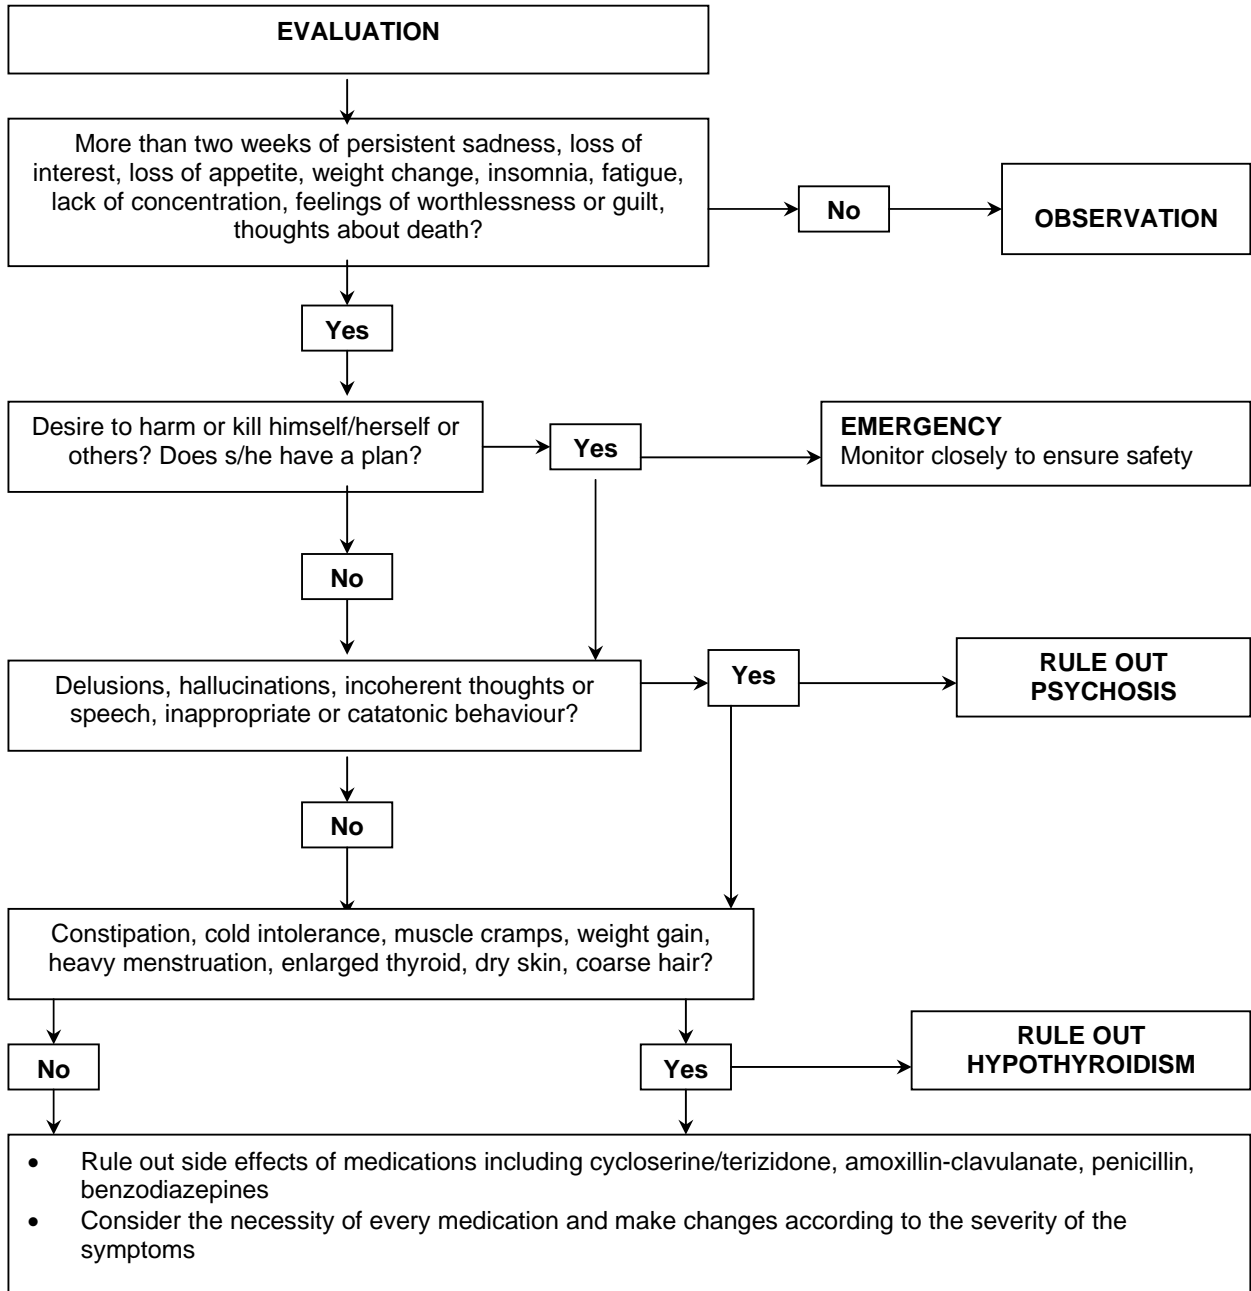 EVALUATION
More than two weeks of persistent sadness, loss of
interest, loss of appetite, weight change, insomnia, fatigue,
lack of concentration, feelings of worthlessness or guilt,
thoughts about death?
No
OBSERVATION
Yes
Desire to harm or kill himself/herself or
others? Does s/he have a plan?
Yes
EMERGENCY
Monitor closely to ensure safety
No
Delusions, hallucinations, incoherent thoughts or
speech, inappropriate or catatonic behaviour?
Yes
RULE OUT
PSYCHOSIS
No
Constipation, cold intolerance, muscle cramps, weight gain,
heavy menstruation, enlarged thyroid, dry skin, coarse hair?
No
Yes
RULE OUT
HYPOTHYROIDISM
• Rule out side effects of medications including cycloserine/terizidone, amoxillin-clavulanate, penicillin,
benzodiazepines
• Consider the necessity of every medication and make changes according to the severity of the
symptoms